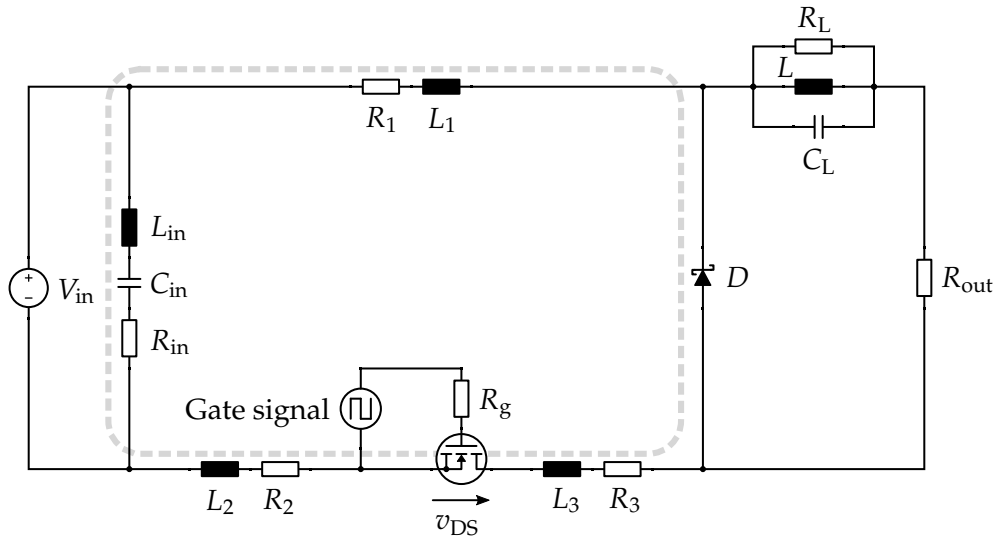 R_L
L
C_L
R_1
L_1
L_in
C_in
R_in
+
−
V_in
D
R_out
Gate signal
R_g
L_2
R_2
L_3
R_3
v_DS